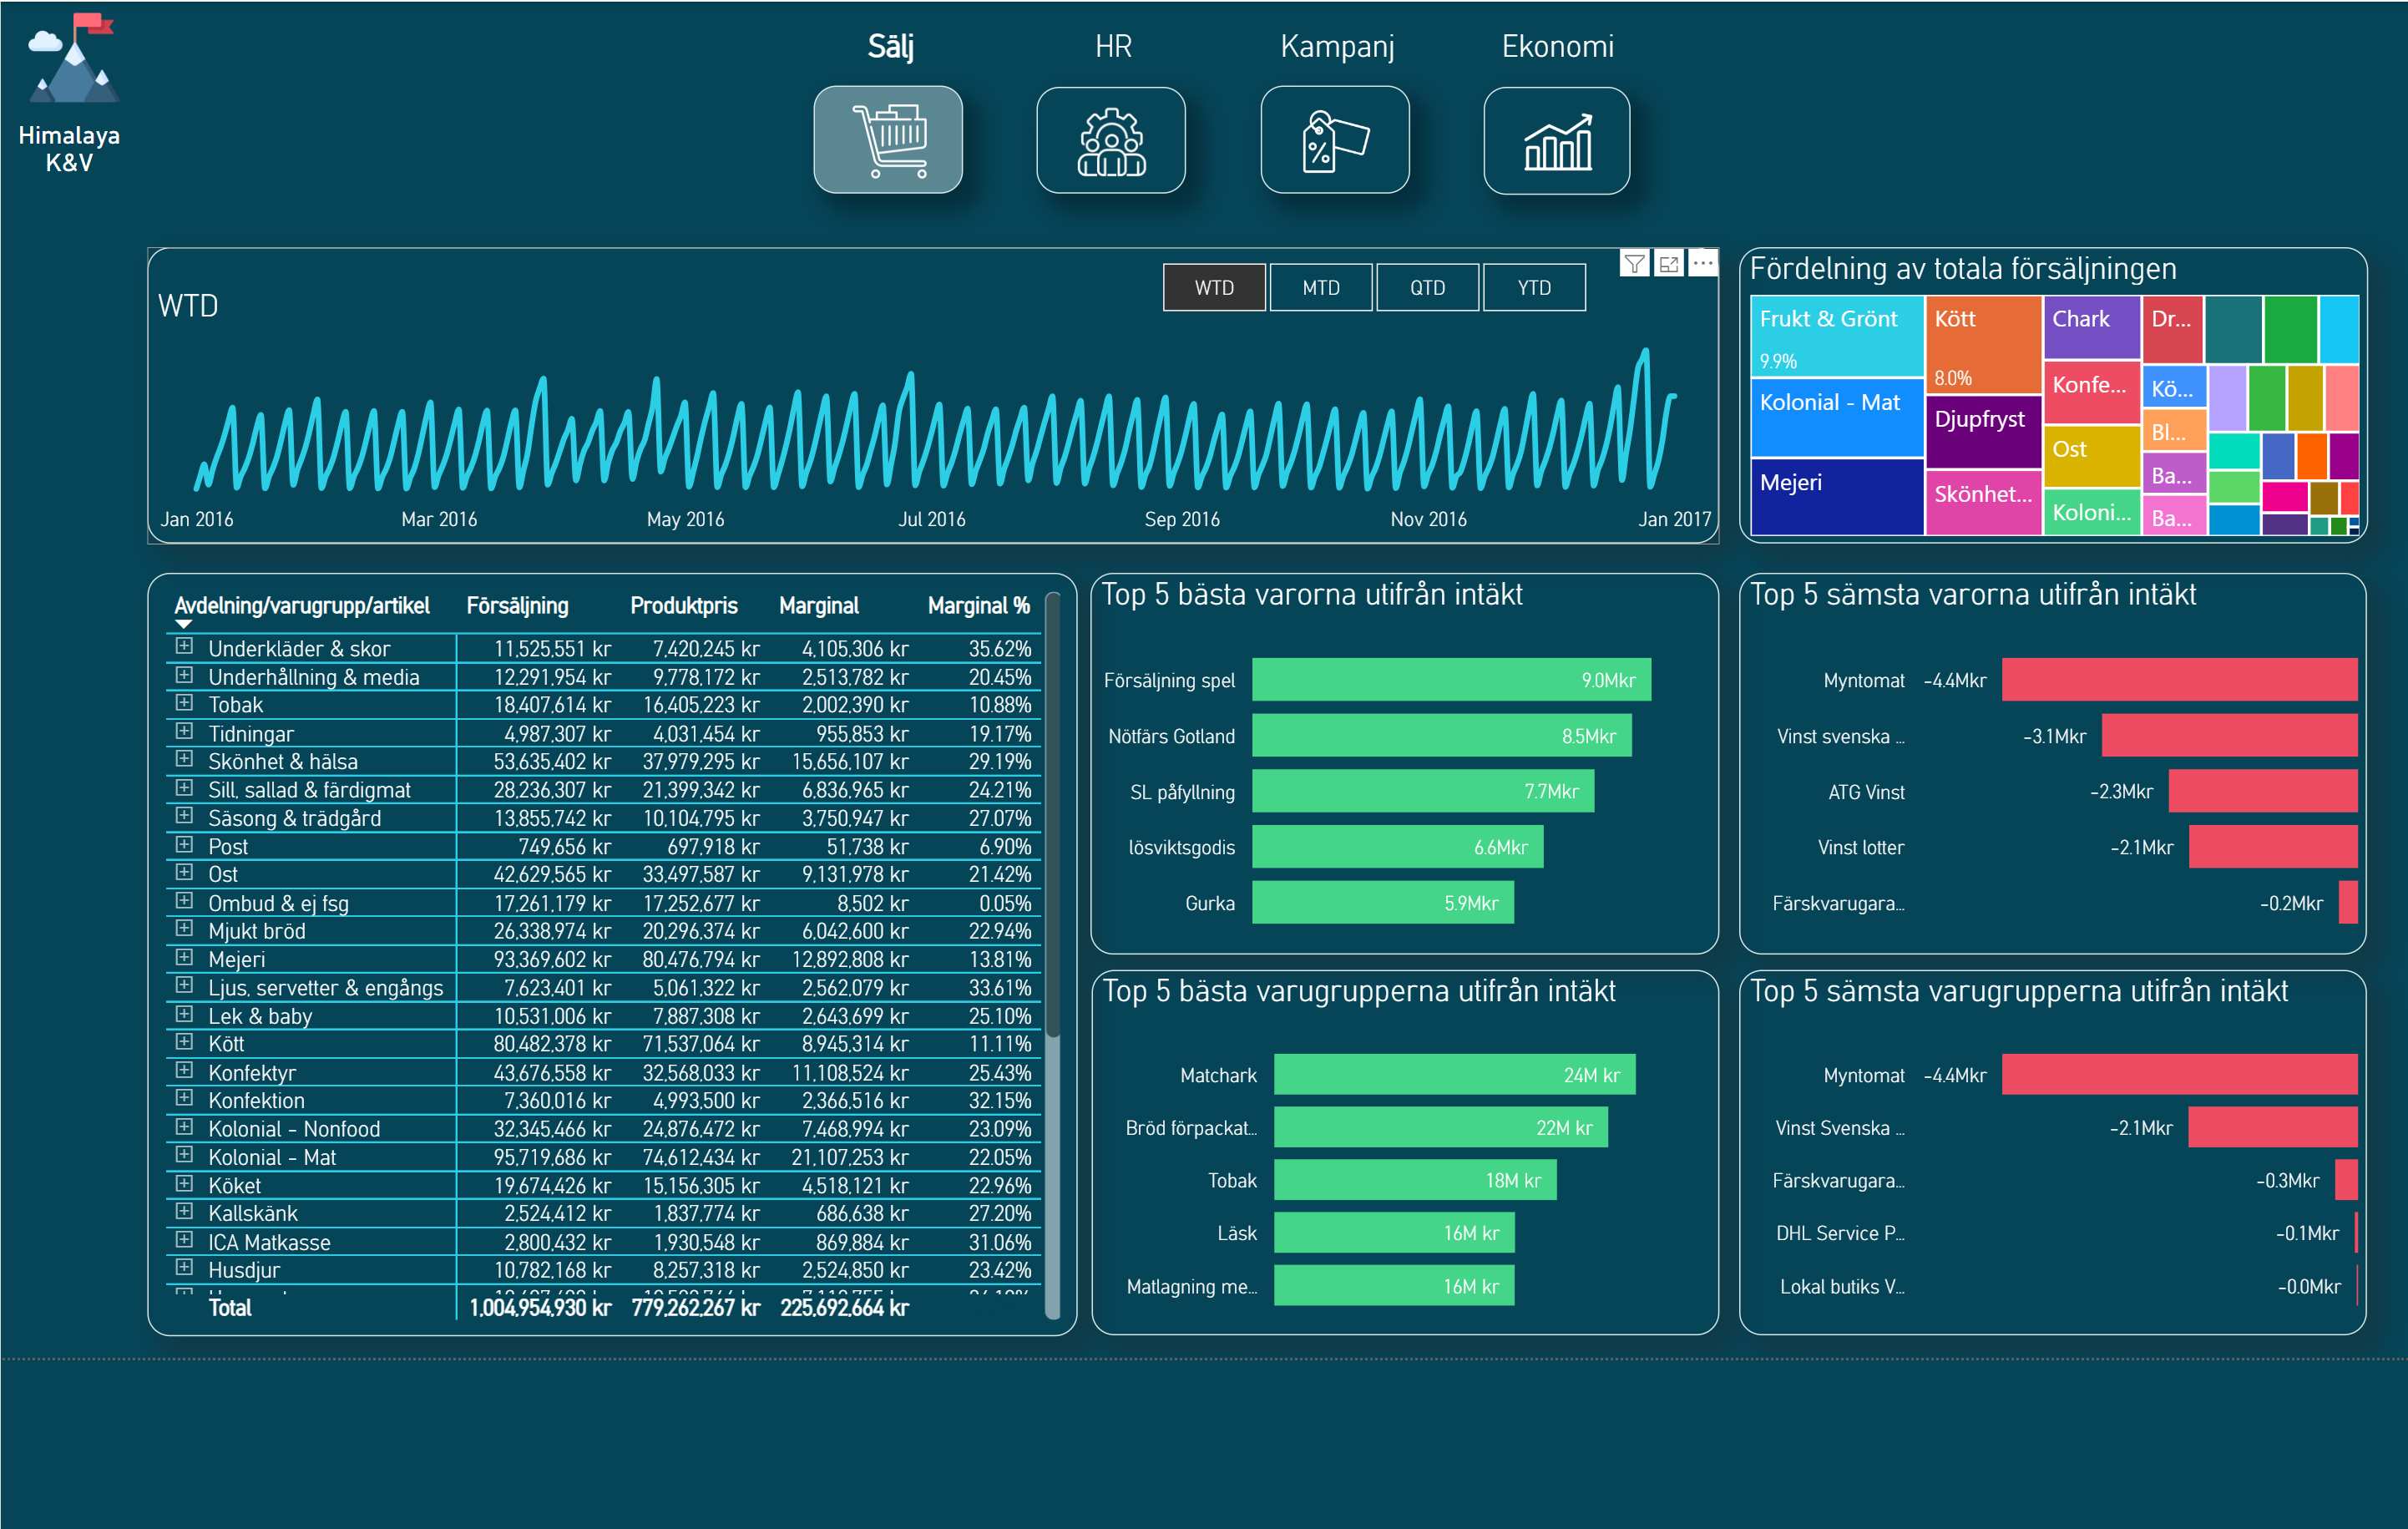 Sälj
HR
Kampanj
Ekonomi
Himalaya
K&V
WTD
WTD
MTD
QTD
YTD
Jan 2016
Mar 2016
May 2016
Jul 2016
Sep 2016
Nov 2016
Jan 2017
Fördelning av totala försäljningen
Frukt & Grönt
9.9%
Kolonial - Mat
Mejeri
Kött
8.0%
Djupfryst
Skönhet...
Chark
Konfe...
Ost
Koloni...
Dr...
Kö...
Bl...
Ba...
Ba...
Avdelning/varugrupp/artikel Försäljning Produktpris Marginal Marginal %
Underkläder & skor 11,525,551 kr 7,420,245 kr 4,105,306 kr 35.62%
Underhållning & media 12,291,954 kr 9,778,172 kr 2,513,782 kr 20.45%
Tobak 18,407,614 kr 16,405,223 kr 2,002,390 kr 10.88%
Tidningar 4,987,307 kr 4,031,454 kr 955,853 kr 19.17%
Skönhet & hälsa 53,635,402 kr 37,979,295 kr 15,656,107 kr 29.19%
Sill, sallad & färdigmat 28,236,307 kr 21,399,342 kr 6,836,965 kr 24.21%
Säsong & trädgård 13,855,742 kr 10,104,795 kr 3,750,947 kr 27.07%
Post 749,656 kr 697,918 kr 51,738 kr 6.90%
Ost 42,629,565 kr 33,497,587 kr 9,131,978 kr 21.42%
Ombud & ej fsg 17,261,179 kr 17,252,677 kr 8,502 kr 0.05%
Mjukt bröd 26,338,974 kr 20,296,374 kr 6,042,600 kr 22.94%
Mejeri 93,369,602 kr 80,476,794 kr 12,892,808 kr 13.81%
Ljus, servetter & engångs 7,623,401 kr 5,061,322 kr 2,562,079 kr 33.61%
Lek & baby 10,531,006 kr 7,887,308 kr 2,643,699 kr 25.10%
Kött 80,482,378 kr 71,537,064 kr 8,945,314 kr 11.11%
Konfektyr 43,676,558 kr 32,568,033 kr 11,108,524 kr 25.43%
Konfektion 7,360,016 kr 4,993,500 kr 2,366,516 kr 32.15%
Kolonial - Nonfood 32,345,466 kr 24,876,472 kr 7,468,994 kr 23.09%
Kolonial - Mat 95,719,686 kr 74,612,434 kr 21,107,253 kr 22.05%
Köket 19,674,426 kr 15,156,305 kr 4,518,121 kr 22.96%
Kallskänk 2,524,412 kr 1,837,774 kr 686,638 kr 27.20%
ICA Matkasse 2,800,432 kr 1,930,548 kr 869,884 kr 31.06%
Husdjur 10,782,168 kr 8,257,318 kr 2,524,850 kr 23.42%
Total 1,004,954,930 kr 779,262,267 kr 225,692,664 kr
Top 5 bästa varorna utifrån intäkt
Försäljning spel 9.0Mkr
Nötfärs Gotland 8.5Mkr
SL påfyllning 7.7Mkr
lösviktsgodis 6.6Mkr
Gurka 5.9Mkr
Top 5 sämsta varorna utifrån intäkt
Myntomat -4.4Mkr
Vinst svenska ... -3.1Mkr
ATG Vinst -2.3Mkr
Vinst lotter -2.1Mkr
Färskvarugara... -0.2Mkr
Top 5 bästa varugrupperna utifrån intäkt
Matchark 24M kr
Bröd förpackat... 22M kr
Tobak 18M kr
Läsk 16M kr
Matlagning me... 16M kr
Top 5 sämsta varugrupperna utifrån intäkt
Myntomat -4.4Mkr
Vinst Svenska ... -2.1Mkr
Färskvarugara... -0.3Mkr
DHL Service P... -0.1Mkr
Lokal butiks V... -0.0Mkr